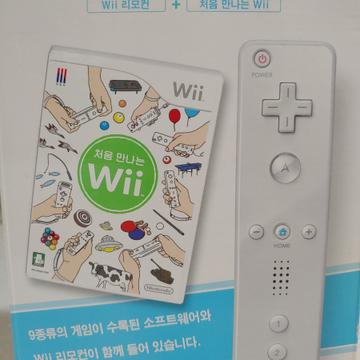 Wii 리모컨 + 처음 만나는 Wii
Wii
처음 만나는
Wii
Nintendo
POWER
A
−
HOME
+
1
2
9종류의 게임이 수록된 소프트웨어와
Wii 리모컨이 함께 들어 있습니다.